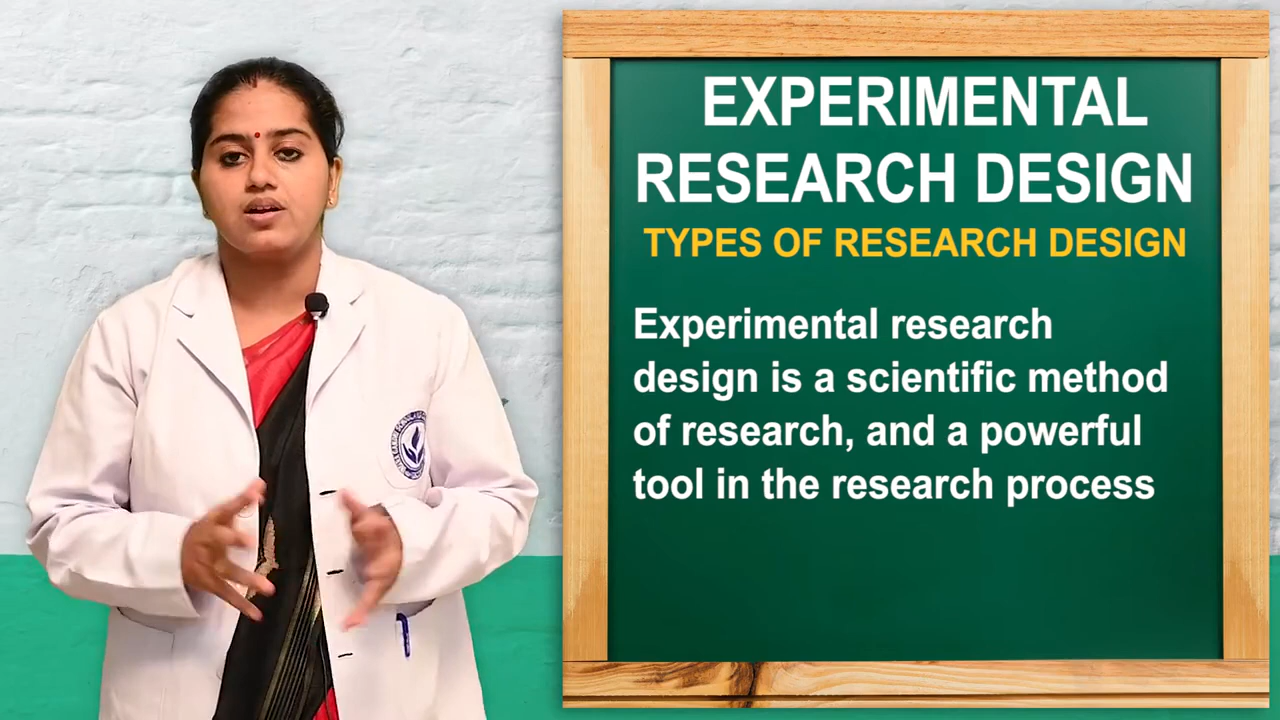 EXPERIMENTAL
RESEARCH DESIGN
TYPES OF RESEARCH DESIGN
Experimental research
design is a scientific method
of research, and a powerful
tool in the research process